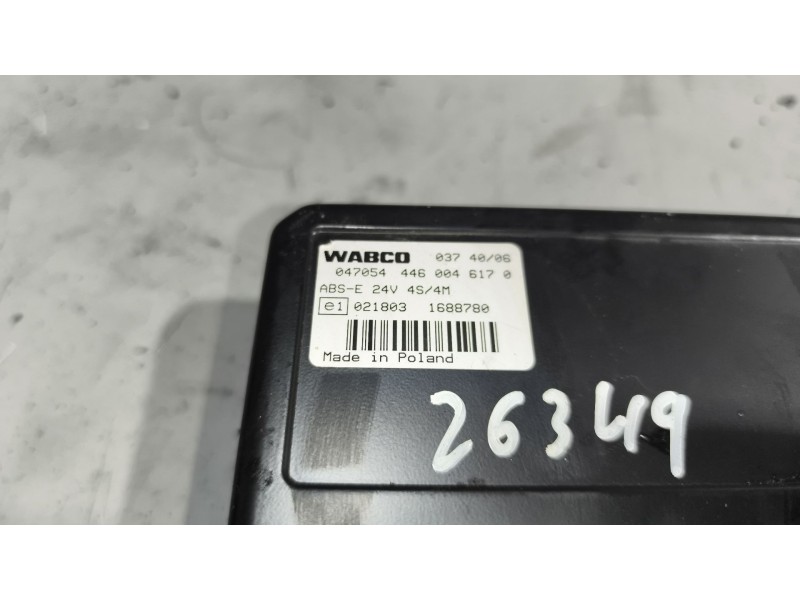 WABCO 037 40/06
047054 446 004 617 0
ABS-E 24V 4S/4M
e1 021803 1688780
Made in Poland
26349